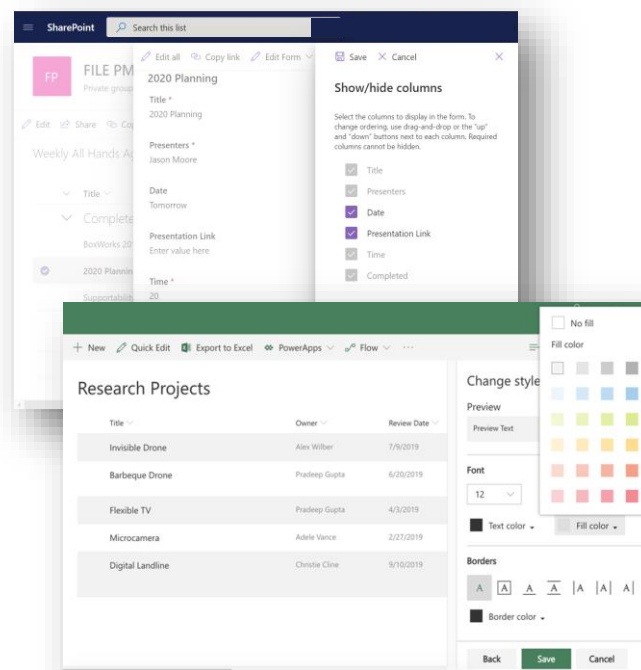 SharePoint
Search this list
FP
FILE PM
Private group
Edit
Weekly All Hands
Title
Complete
BoxWorks
2020 Plannin
Supportability
Edit all Copy link Edit Form
2020 Planning
Title *
2020 Planning
Presenters *
Jason Moore
Date
Tomorrow
Presentation Link
Enter value here
Time *
20
Save Cancel
Show/hide columns
Select the columns to display in the form. To
change ordering, use drag-and-drop or the "up"
and "down" buttons next to each column. Required
columns cannot be hidden.
Title
Presenters
Date
Presentation Link
Time
Completed
New Quick Edit Export to Excel PowerApps Flow ...
Research Projects
Title Owner Review Date
Invisible Drone Alex Wilber 7/9/2019
Barbeque Drone Pradeep Gupta 6/20/2019
Flexible TV Pradeep Gupta 4/3/2019
Microcamera Adele Vance 2/27/2019
Digital Landline Christie Cline 9/10/2019
Change style
Preview
Preview Text
Font
12
Text color Fill color
Borders
A A A A A A A
Border color
Back Save Cancel
No fill
Fill color